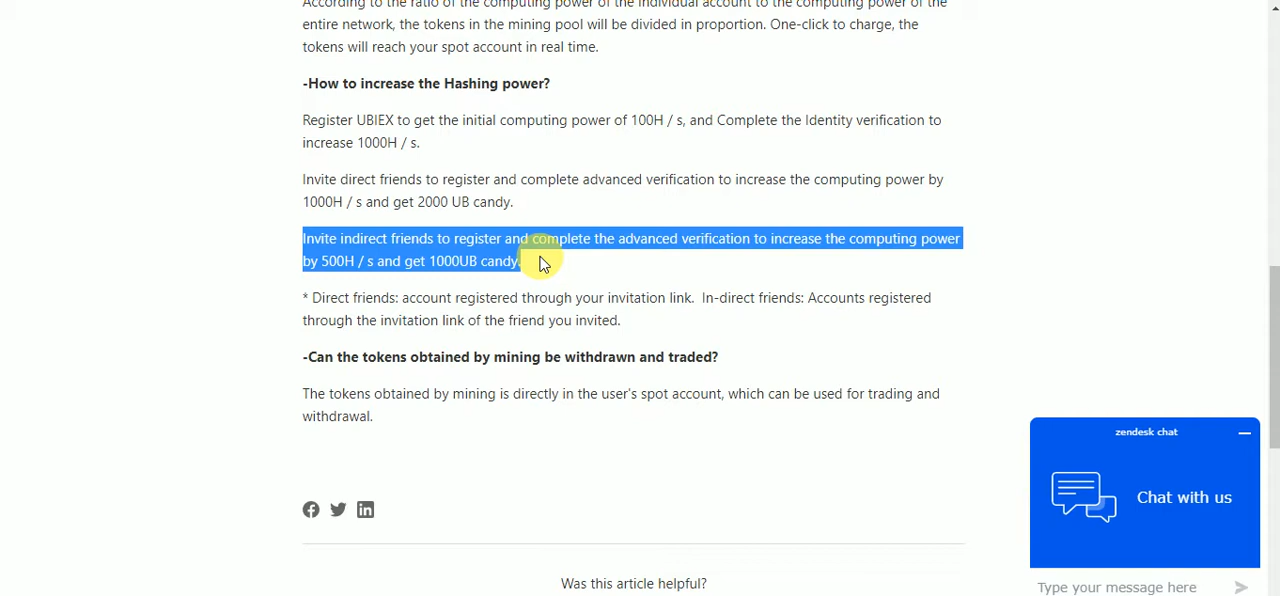 According to the ratio of the computing power of the individual account to the computing power of the
entire network, the tokens in the mining pool will be divided in proportion. One-click to charge, the
tokens will reach your spot account in real time.
-How to increase the Hashing power?
Register UBIEX to get the initial computing power of 100H / s, and Complete the Identity verification to
increase 1000H / s.
Invite direct friends to register and complete advanced verification to increase the computing power by
1000H / s and get 2000 UB candy.
Invite indirect friends to register and complete the advanced verification to increase the computing power
by 500H / s and get 1000UB candy.
* Direct friends: account registered through your invitation link.  In-direct friends: Accounts registered
through the invitation link of the friend you invited.
-Can the tokens obtained by mining be withdrawn and traded?
The tokens obtained by mining is directly in the user's spot account, which can be used for trading and
withdrawal.
zendesk chat
Chat with us
Was this article helpful?
Type your message here